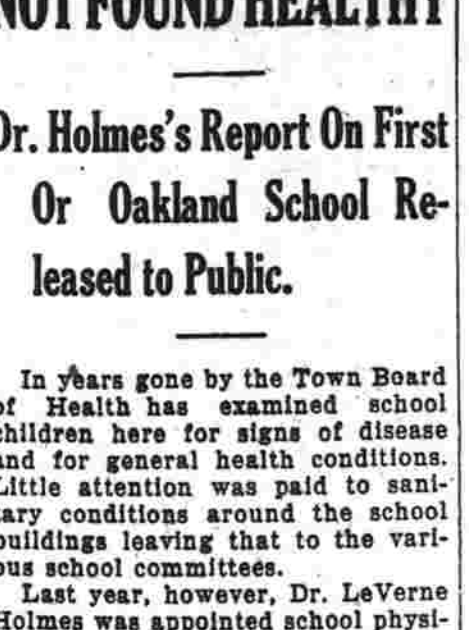 NOT FOUND HEALTHY
Dr. Holmes's Report On First
Or Oakland School Re-
leased to Public.
In years gone by the Town Board
of Health has examined school
children here for signs of disease
and for general health conditions.
Little attention was paid to sani-
tary conditions around the school
buildings leaving that to the vari-
ous school committees.
Last year, however, Dr. LeVerne
Holmes was appointed school physi-